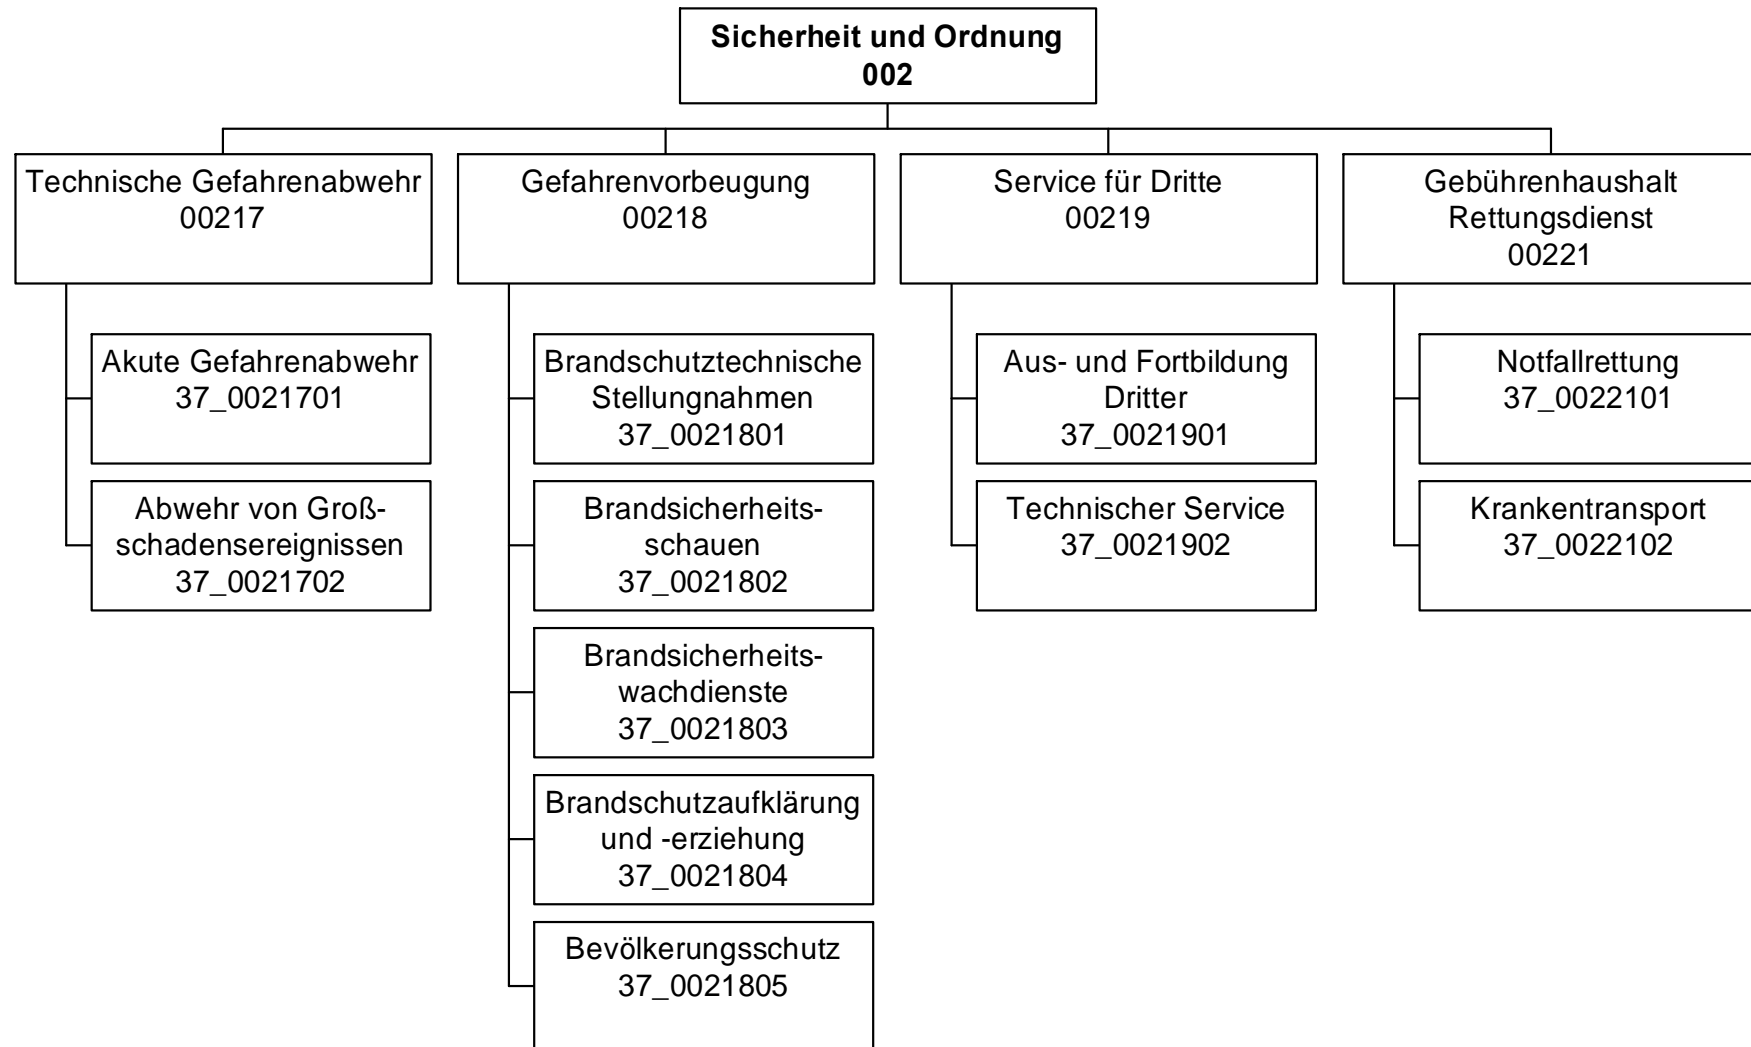 Sicherheit und Ordnung
002
Technische Gefahrenabwehr
00217
Gefahrenvorbeugung
00218
Service für Dritte
00219
Gebührenhaushalt
Rettungsdienst
00221
Akute Gefahrenabwehr
37_0021701
Abwehr von Groß-
schadensereignissen
37_0021702
Brandschutztechnische
Stellungnahmen
37_0021801
Brandsicherheits-
schauen
37_0021802
Brandsicherheits-
wachdienste
37_0021803
Brandschutzaufklärung
und -erziehung
37_0021804
Bevölkerungsschutz
37_0021805
Aus- und Fortbildung
Dritter
37_0021901
Technischer Service
37_0021902
Notfallrettung
37_0022101
Krankentransport
37_0022102